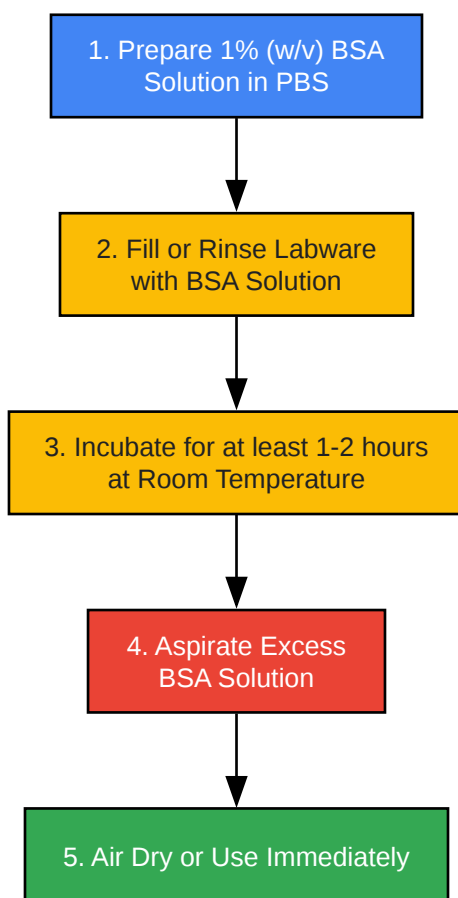 1. Prepare 1% (w/v) BSA
Solution in PBS
2. Fill or Rinse Labware
with BSA Solution
3. Incubate for at least 1-2 hours
at Room Temperature
4. Aspirate Excess
BSA Solution
5. Air Dry or Use Immediately